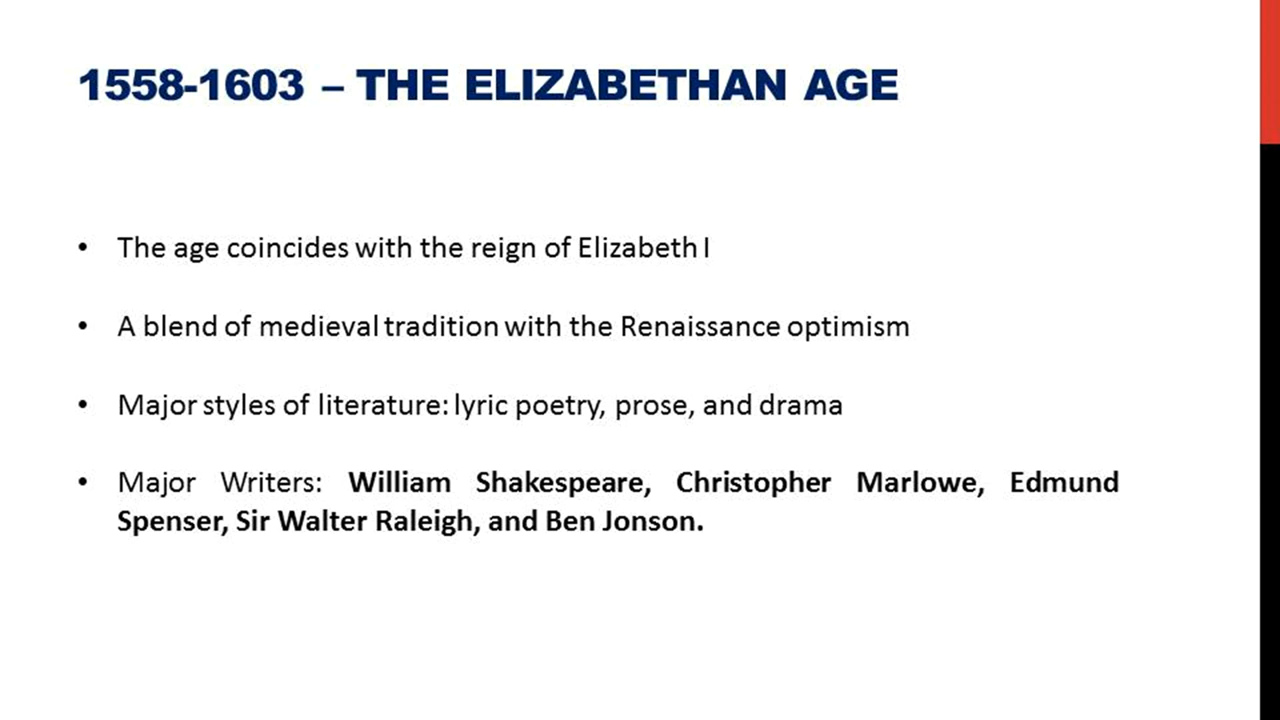 1558-1603 – THE ELIZABETHAN AGE
• The age coincides with the reign of Elizabeth I
• A blend of medieval tradition with the Renaissance optimism
• Major styles of literature: lyric poetry, prose, and drama
• Major Writers: William Shakespeare, Christopher Marlowe, Edmund
Spenser, Sir Walter Raleigh, and Ben Jonson.